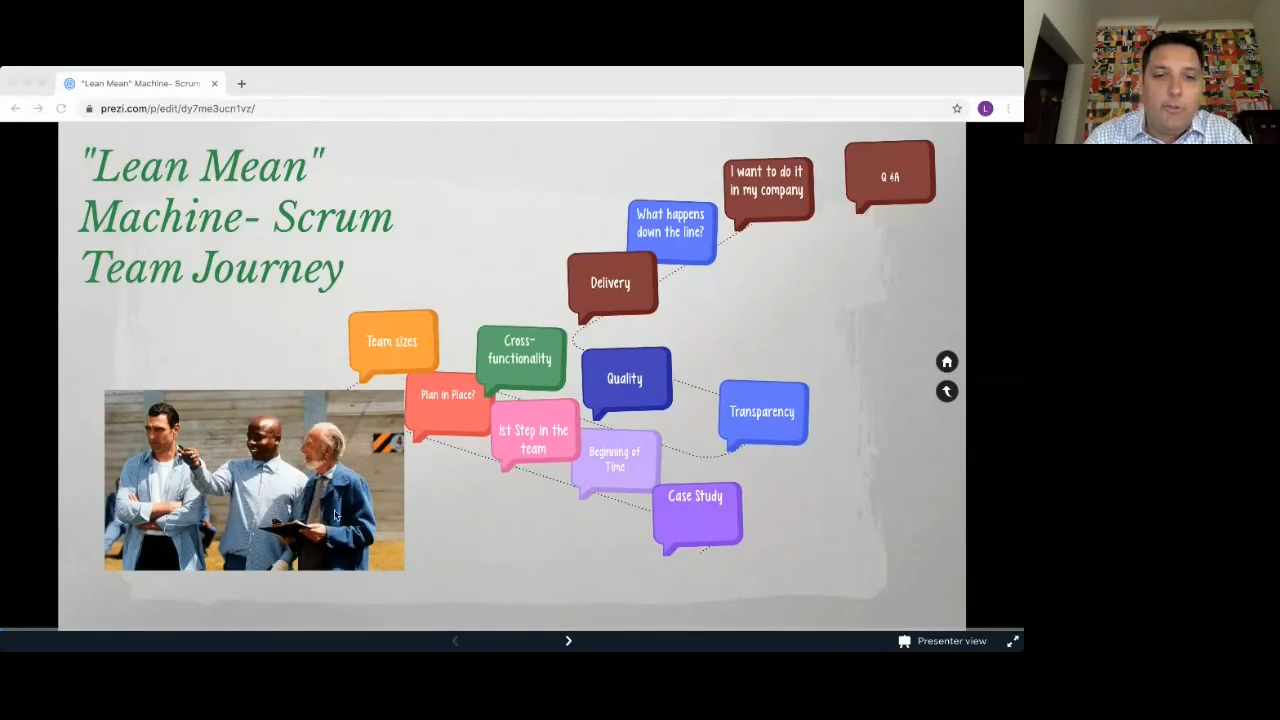 "Lean Mean" Machine- Scrum
prezi.com/p/edit/dy7me3ucn1vz/
L
"Lean Mean"
Machine- Scrum
Team Journey
I want to do it
in my company
Q &A
What happens
down the line?
Delivery
Team sizes
Cross-
functionality
Quality
Plan in Place?
Transparency
1st Step in the
team
Beginning of
Time
Case Study
Presenter view